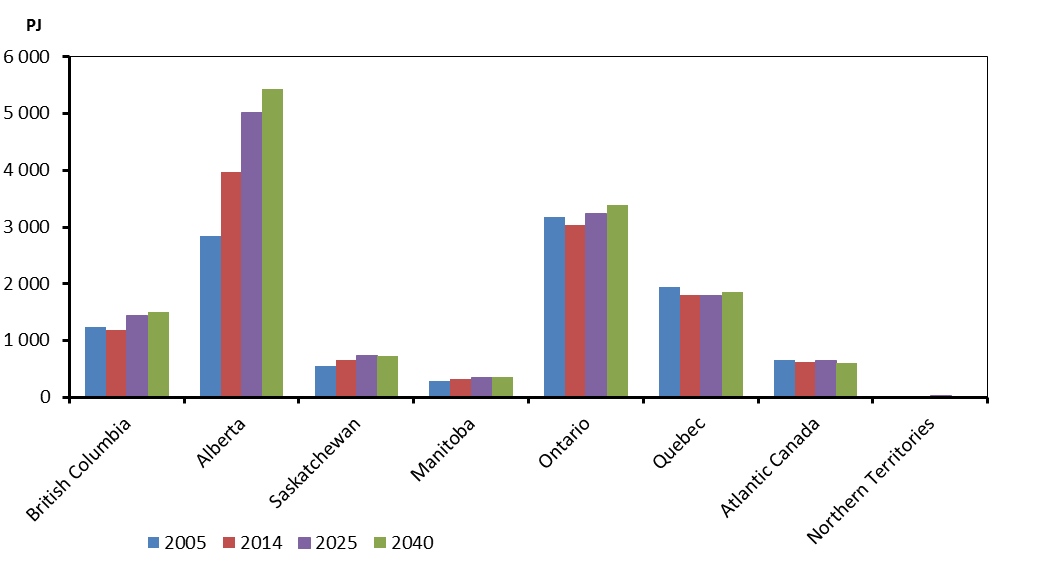 PJ
6 000
5 000
4 000
3 000
2 000
1 000
0
British Columbia
Alberta
Saskatchewan
Manitoba
Ontario
Quebec
Atlantic Canada
Northern Territories
2005 2014 2025 2040